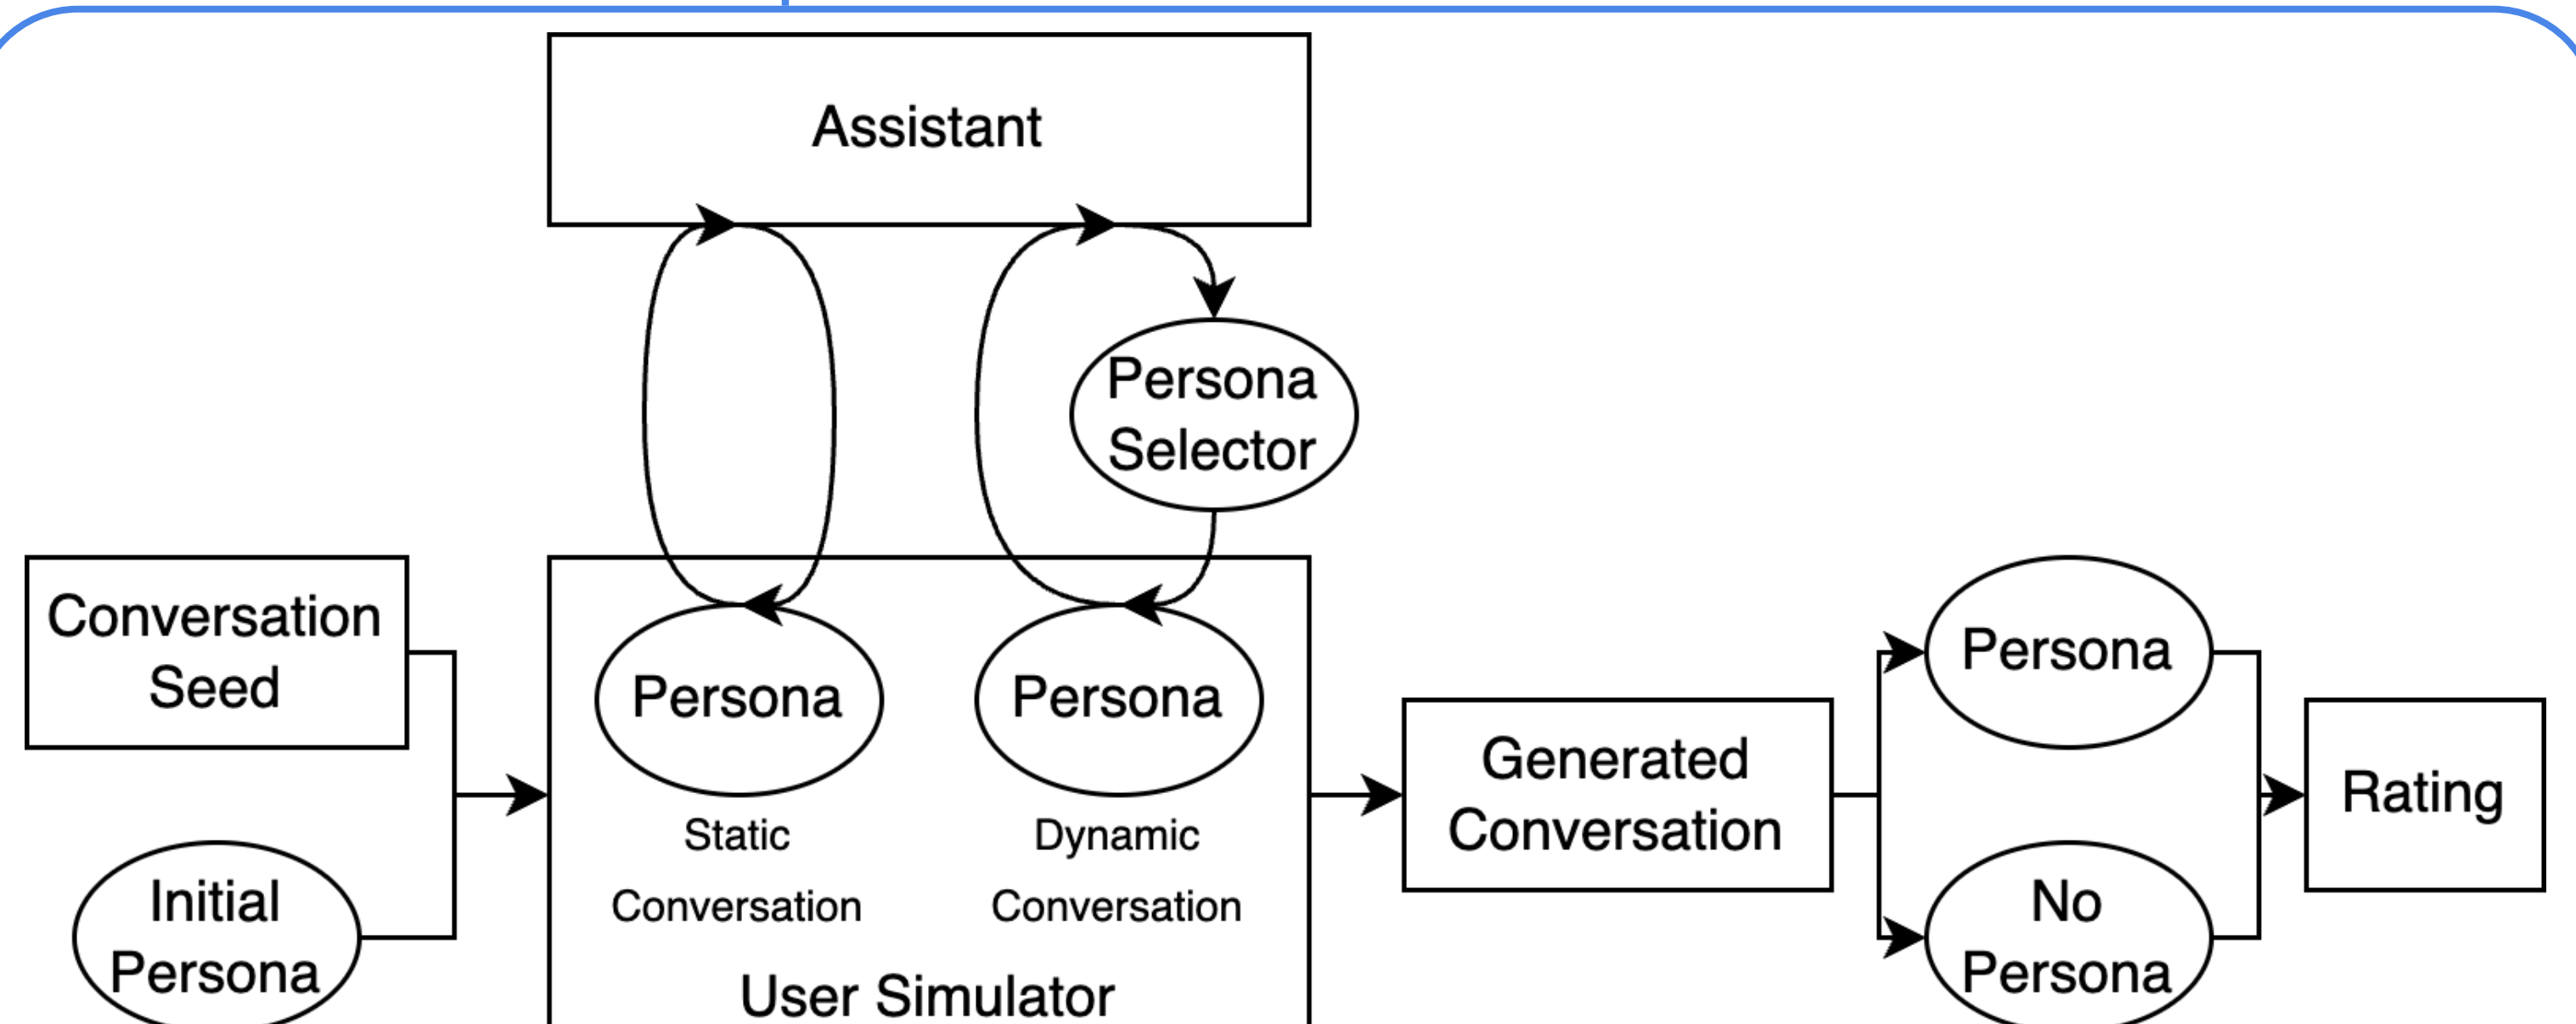 Assistant
Persona
Selector
Conversation
Seed
Initial
Persona
Persona
Static
Conversation
Persona
Dynamic
Conversation
User Simulator
Generated
Conversation
Persona
No
Persona
Rating